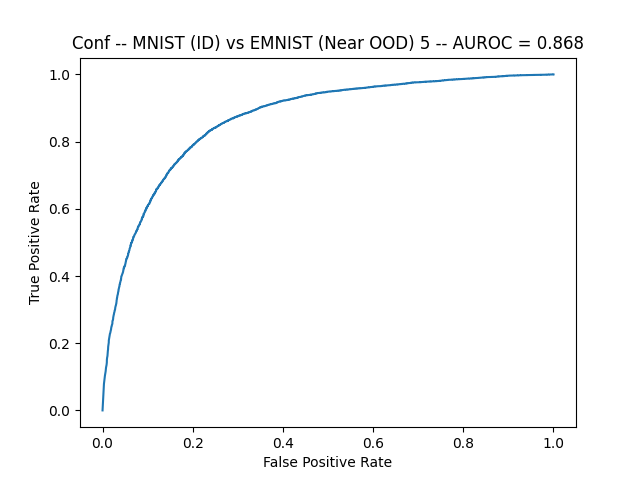 Conf -- MNIST (ID) vs EMNIST (Near OOD) 5 -- AUROC = 0.868
1.0
0.8
0.6
0.4
0.2
0.0
True Positive Rate
0.0 0.2 0.4 0.6 0.8 1.0
False Positive Rate